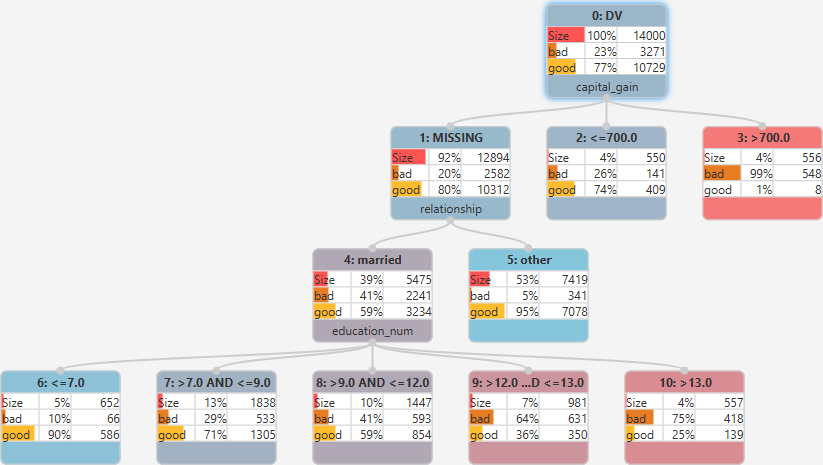 0: DV
Size 100% 14000
bad 23% 3271
good 77% 10729
capital_gain
1: MISSING
Size 92% 12894
bad 20% 2582
good 80% 10312
relationship
2: <=700.0
Size 4% 550
bad 26% 141
good 74% 409
3: >700.0
Size 4% 556
bad 99% 548
good 1% 8
4: married
Size 39% 5475
bad 41% 2241
good 59% 3234
education_num
5: other
Size 53% 7419
bad 5% 341
good 95% 7078
6: <=7.0
Size 5% 652
bad 10% 66
good 90% 586
7: >7.0 AND <=9.0
Size 13% 1838
bad 29% 533
good 71% 1305
8: >9.0 AND <=12.0
Size 10% 1447
bad 41% 593
good 59% 854
9: >12.0 ...D <=13.0
Size 7% 981
bad 64% 631
good 36% 350
10: >13.0
Size 4% 557
bad 75% 418
good 25% 139